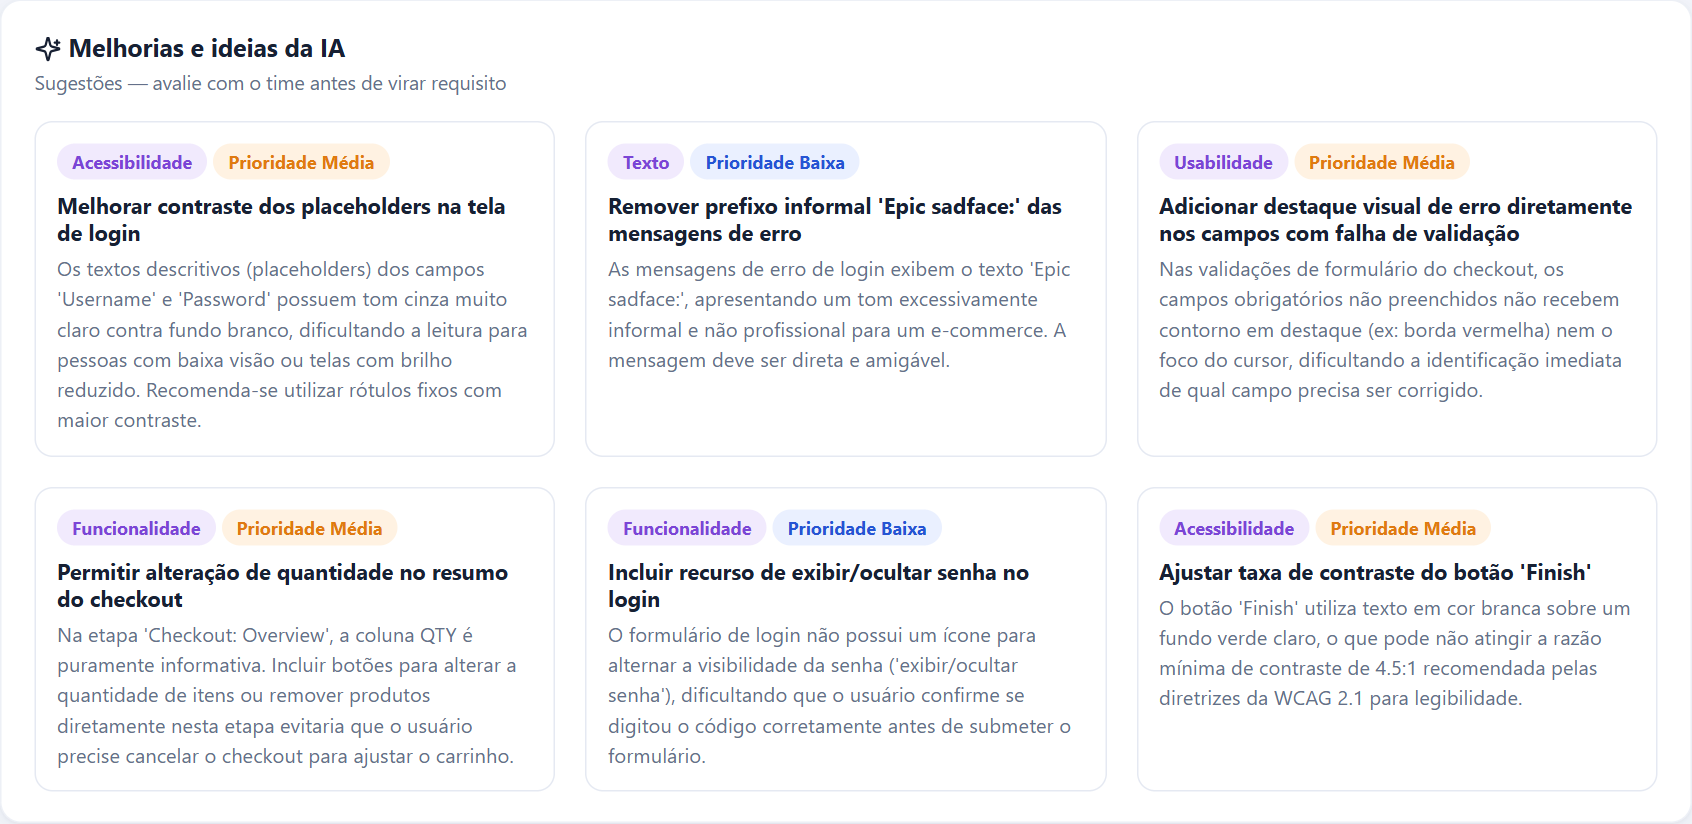 Melhorias e ideias da IA
Sugestões — avalie com o time antes de virar requisito
Acessibilidade
Prioridade Média
Melhorar contraste dos placeholders na tela
de login
Os textos descritivos (placeholders) dos campos
'Username' e 'Password' possuem tom cinza muito
claro contra fundo branco, dificultando a leitura para
pessoas com baixa visão ou telas com brilho
reduzido. Recomenda-se utilizar rótulos fixos com
maior contraste.
Texto
Prioridade Baixa
Remover prefixo informal 'Epic sadface:' das
mensagens de erro
As mensagens de erro de login exibem o texto 'Epic
sadface:', apresentando um tom excessivamente
informal e não profissional para um e-commerce. A
mensagem deve ser direta e amigável.
Usabilidade
Prioridade Média
Adicionar destaque visual de erro diretamente
nos campos com falha de validação
Nas validações de formulário do checkout, os
campos obrigatórios não preenchidos não recebem
contorno em destaque (ex: borda vermelha) nem o
foco do cursor, dificultando a identificação imediata
de qual campo precisa ser corrigido.
Funcionalidade
Prioridade Média
Permitir alteração de quantidade no resumo
do checkout
Na etapa 'Checkout: Overview', a coluna QTY é
puramente informativa. Incluir botões para alterar a
quantidade de itens ou remover produtos
diretamente nesta etapa evitaria que o usuário
precise cancelar o checkout para ajustar o carrinho.
Funcionalidade
Prioridade Baixa
Incluir recurso de exibir/ocultar senha no
login
O formulário de login não possui um ícone para
alternar a visibilidade da senha ('exibir/ocultar
senha'), dificultando que o usuário confirme se
digitou o código corretamente antes de submeter o
formulário.
Acessibilidade
Prioridade Média
Ajustar taxa de contraste do botão 'Finish'
O botão 'Finish' utiliza texto em cor branca sobre um
fundo verde claro, o que pode não atingir a razão
mínima de contraste de 4.5:1 recomendada pelas
diretrizes da WCAG 2.1 para legibilidade.